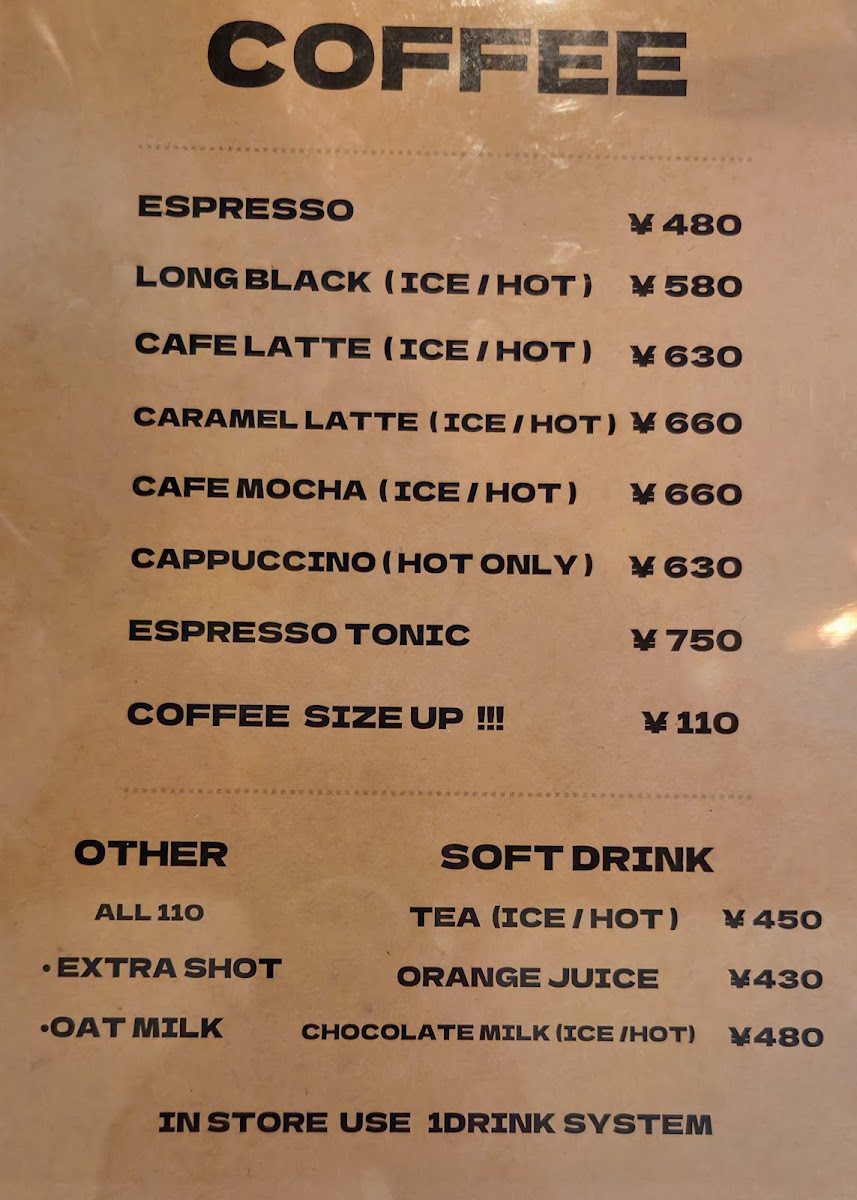 COFFEE
ESPRESSO ¥ 480
LONG BLACK ( ICE / HOT ) ¥ 580
CAFE LATTE ( ICE / HOT ) ¥ 630
CARAMEL LATTE ( ICE / HOT ) ¥ 660
CAFE MOCHA ( ICE / HOT ) ¥ 660
CAPPUCCINO ( HOT ONLY ) ¥ 630
ESPRESSO TONIC ¥ 750
COFFEE SIZE UP !!! ¥ 110
OTHER
ALL 110
・EXTRA SHOT
・OAT MILK
SOFT DRINK
TEA (ICE / HOT ) ¥ 450
ORANGE JUICE ¥430
CHOCOLATE MILK (ICE /HOT) ¥480
IN STORE USE 1DRINK SYSTEM